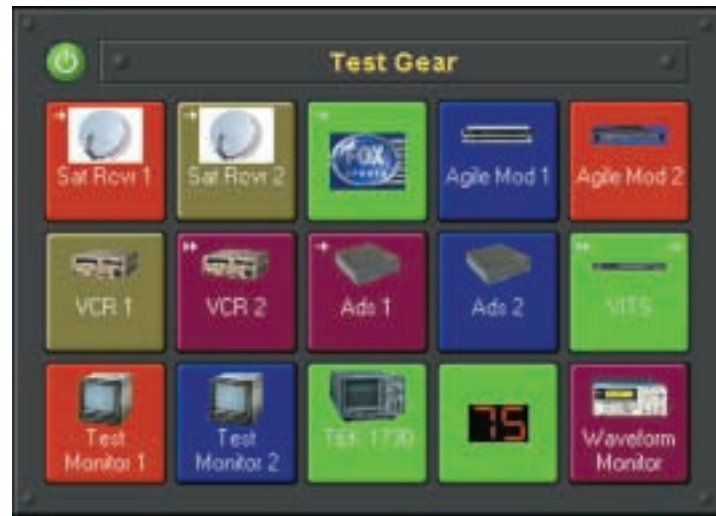 Test Gear
Sat Rcvr 1
Sat Rcvr 2
FOX
sports
Agile Mod 1
Agile Mod 2
VCR 1
VCR 2
Ads 1
Ads 2
VITS
Test
Monitor 1
Test
Monitor 2
TEK 1730
75
Waveform
Monitor